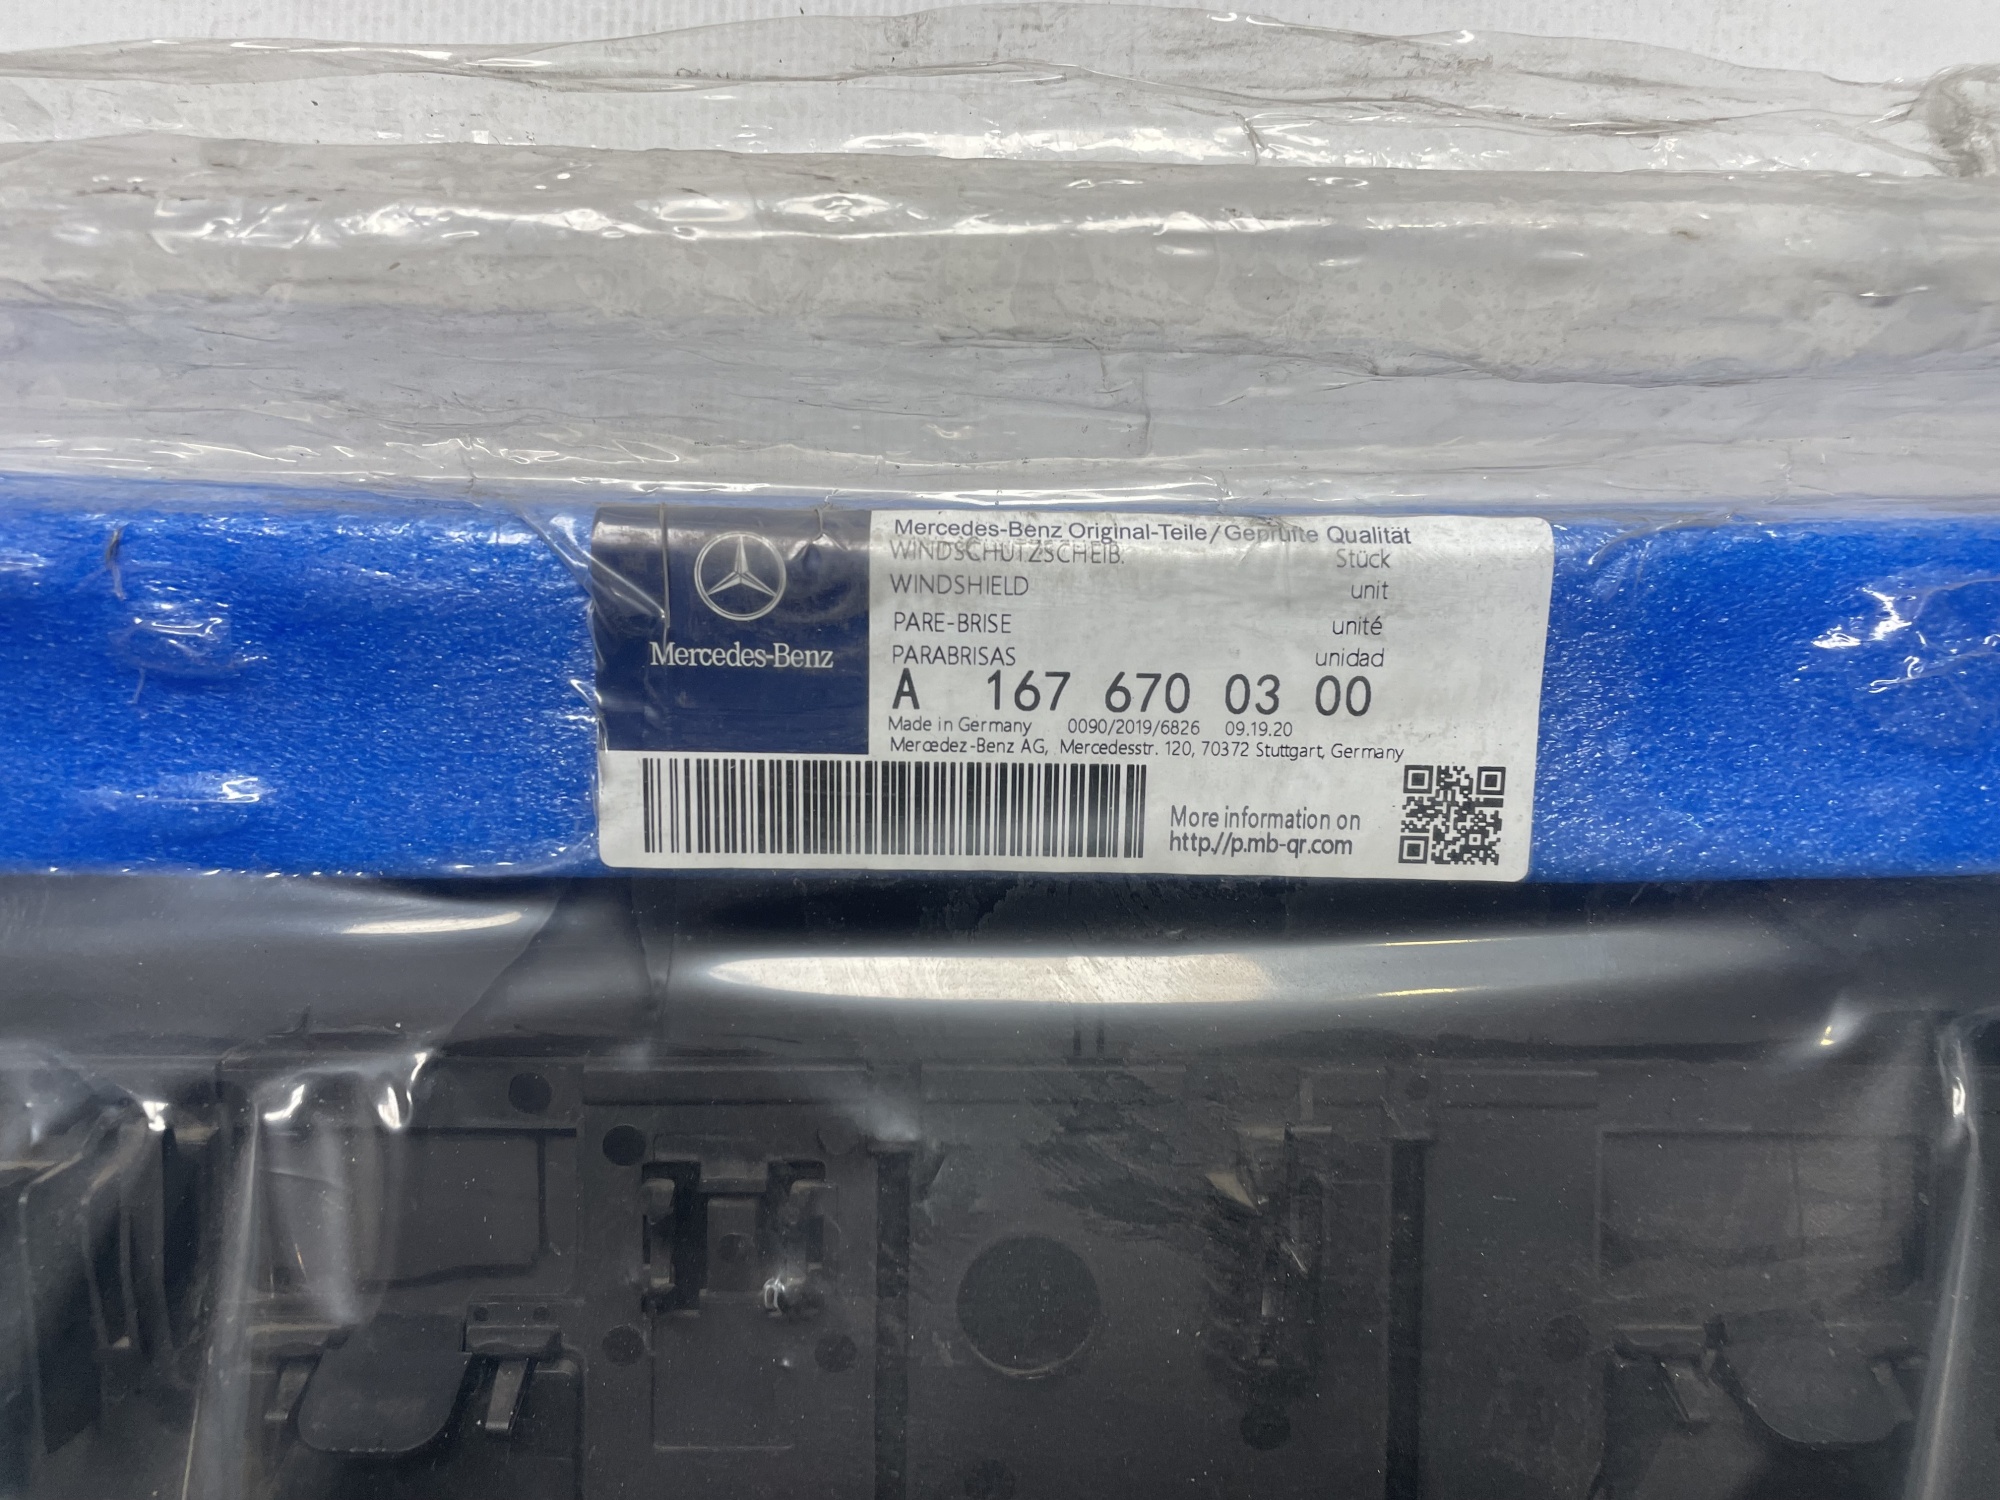 Mercedes-Benz
Mercedes-Benz Original-Teile/Geprüfte Qualität
WINDSCHUTZSCHEIB. Stück
WINDSHIELD unit
PARE-BRISE unité
PARABRISAS unidad
A 167 670 03 00
Made in Germany 0090/2019/6826 09.19.20
Mercedez-Benz AG, Mercedesstr. 120, 70372 Stuttgart, Germany
More information on
http://p.mb-qr.com